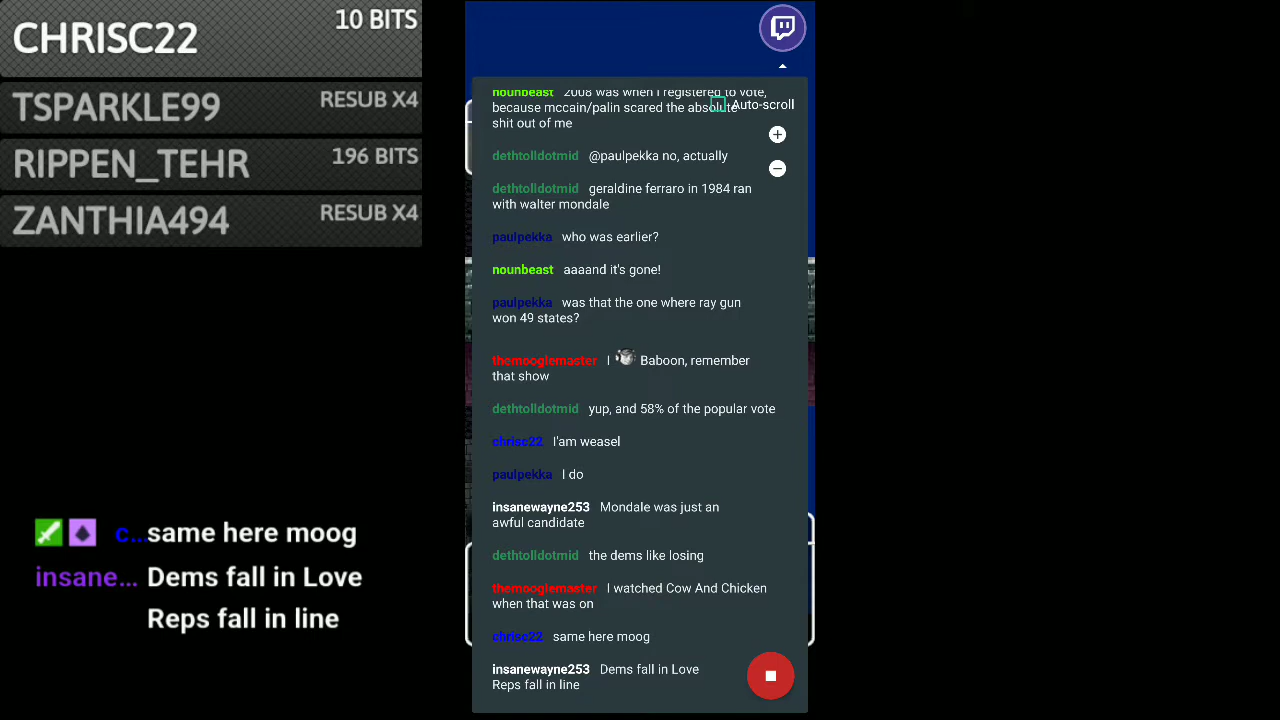 CHRISC22 10 BITS
TSPARKLE99 RESUB X4
RIPPEN_TEHR 196 BITS
ZANTHIA494 RESUB X4
c... same here moog
insane... Dems fall in Love
Reps fall in line
nounbeast 2008 was when I registered to vote,
because mccain/palin scared the absolute
shit out of me
Auto-scroll
dethtolldotmid @paulpekka no, actually
dethtolldotmid geraldine ferraro in 1984 ran
with walter mondale
paulpekka who was earlier?
nounbeast aaaand it's gone!
paulpekka was that the one where ray gun
won 49 states?
themooglemaster I Baboon, remember
that show
dethtolldotmid yup, and 58% of the popular vote
chrisc22 I'am weasel
paulpekka I do
insanewayne253 Mondale was just an
awful candidate
dethtolldotmid the dems like losing
themooglemaster I watched Cow And Chicken
when that was on
chrisc22 same here moog
insanewayne253 Dems fall in Love
Reps fall in line